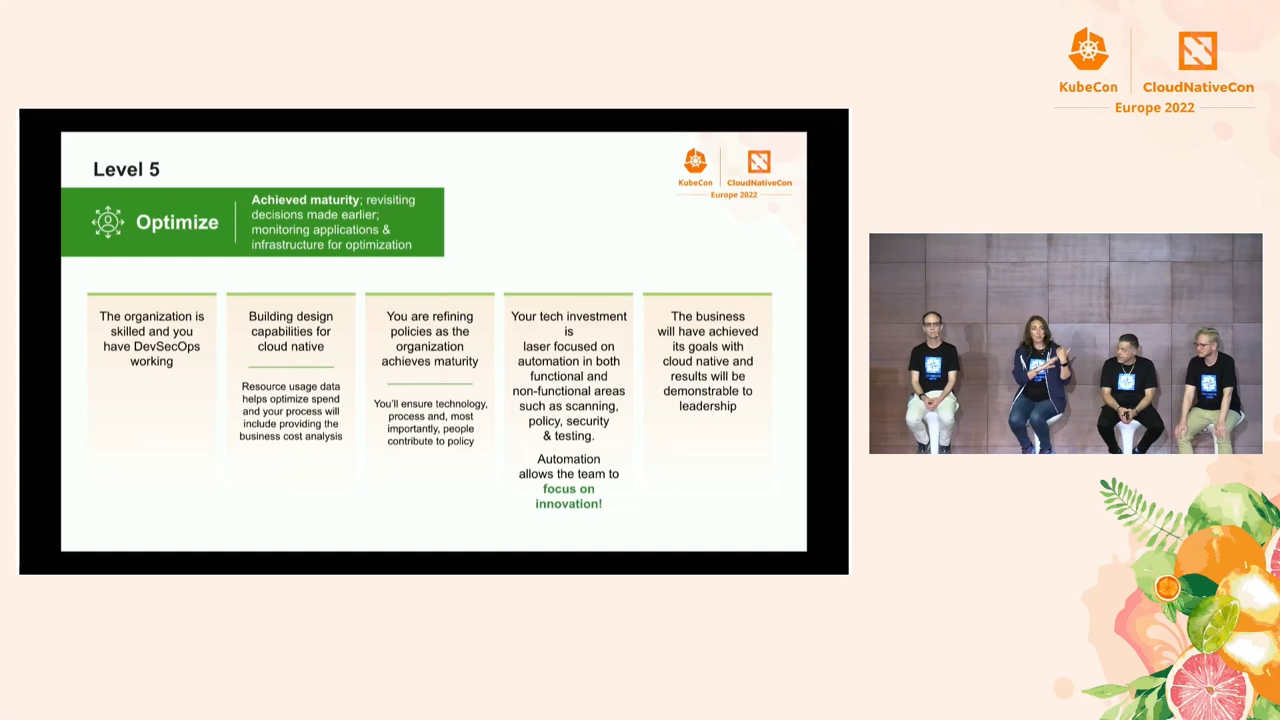 KubeCon
CloudNativeCon
Europe 2022
Level 5
KubeCon
CloudNativeCon
Europe 2022
Optimize
Achieved maturity; revisiting
decisions made earlier;
monitoring applications &
infrastructure for optimization
The organization is
skilled and you
have DevSecOps
working
Building design
capabilities for
cloud native
Resource usage data
helps optimize spend
and your process will
include providing the
business cost analysis
You are refining
policies as the
organization
achieves maturity
You'll ensure technology,
process and, most
importantly, people
contribute to policy
Your tech investment
is
laser focused on
automation in both
functional and
non-functional areas
such as scanning,
policy, security
& testing.
Automation
allows the team to
focus on
innovation!
The business
will have achieved
its goals with
cloud native and
results will be
demonstrable to
leadership